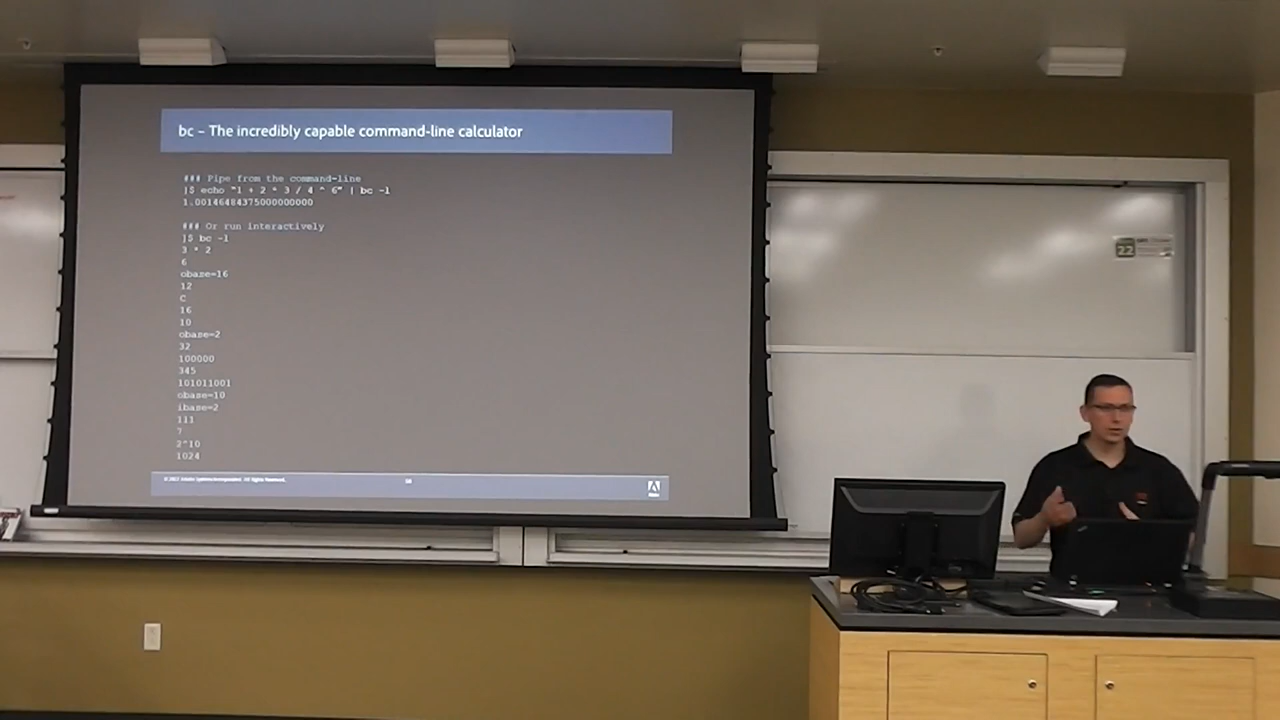 bc – The incredibly capable command-line calculator
### Pipe from the command-line
]$ echo "1 + 2 * 3 / 4 ^ 6" | bc -l
1.00146484375000000000
### Or run interactively
]$ bc -l
3 * 2
6
obase=16
12
C
16
10
obase=2
32
100000
345
101011001
obase=10
ibase=2
111
7
2^10
1024
Adobe
22